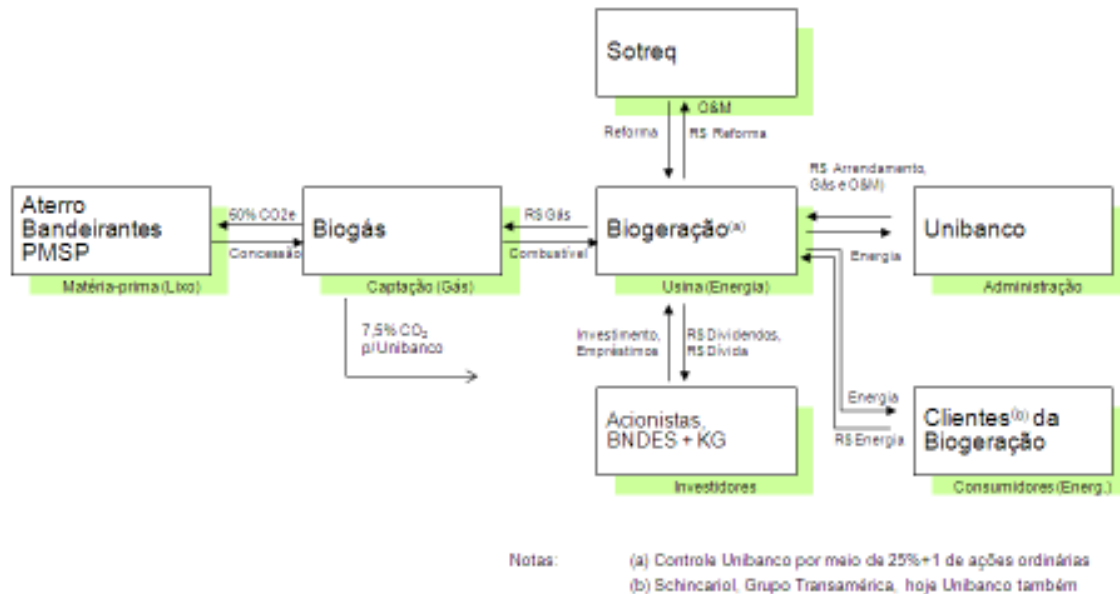 Sotreq
O&M
Reforma
R$ Reforma
R$ Arrendamento,
Gás e O&M)
Aterro
Bandeirantes
PMSP
60% CO2e
Concessão
Biogás
R$ Gás
Combustível
Biogeração(a)
Unibanco
Energia
Matéria-prima (Lixo)
Captação (Gás)
Usina (Energia)
Administração
7,5% CO₂
p/Unibanco
Investimento,
Empréstimos
R$ Dividendos,
R$ Dívida
Energia
R$ Energia
Acionistas,
BNDES + KG
Clientes(b) da
Biogeração
Investidores
Consumidores (Energ.)
Notas:
(a) Controle Unibanco por meio de 25%+1 de ações ordinárias
(b) Schincariol, Grupo Transamérica, hoje Unibanco também